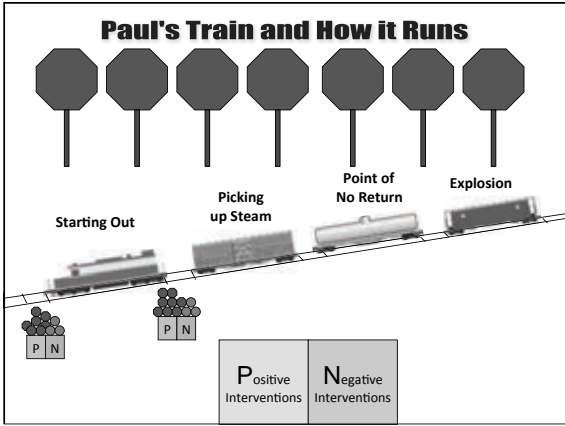 Paul's Train and How it Runs
Point of
No Return
Explosion
Picking
up Steam
Starting Out
P N
P N
Positive
Interventions
Negative
Interventions